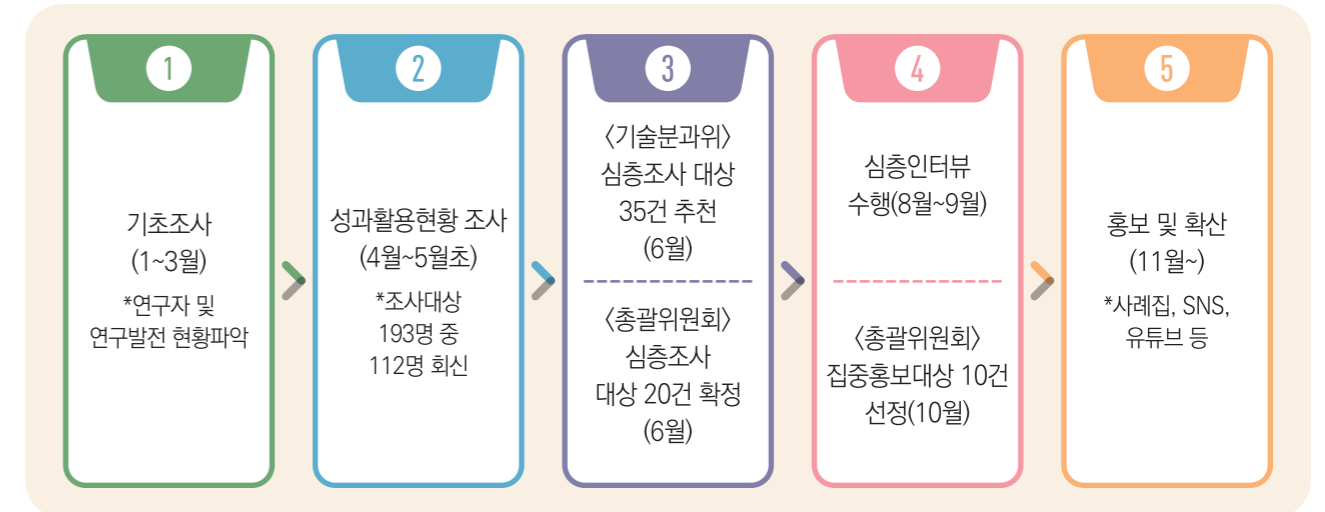 1
기초조사
(1~3월)
*연구자 및
연구발전 현황파악
2
성과활용현황 조사
(4월~5월초)
*조사대상
193명 중
112명 회신
3
〈기술분과위〉
심층조사 대상
35건 추천
(6월)
〈총괄위원회〉
심층조사
대상 20건 확정
(6월)
4
심층인터뷰
수행(8월~9월)
〈총괄위원회〉
집중홍보대상 10건
선정(10월)
5
홍보 및 확산
(11월~)
*사례집, SNS,
유튜브 등